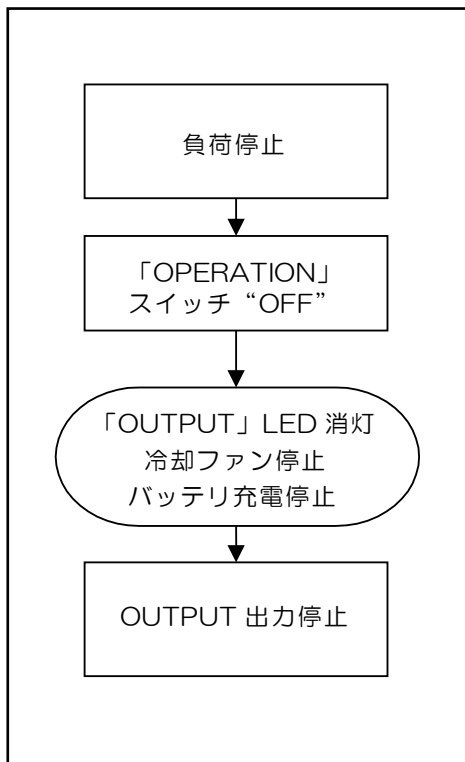 負荷停止
「OPERATION」
スイッチ “OFF”
「OUTPUT」LED 消灯
冷却ファン停止
バッテリ充電停止
OUTPUT 出力停止